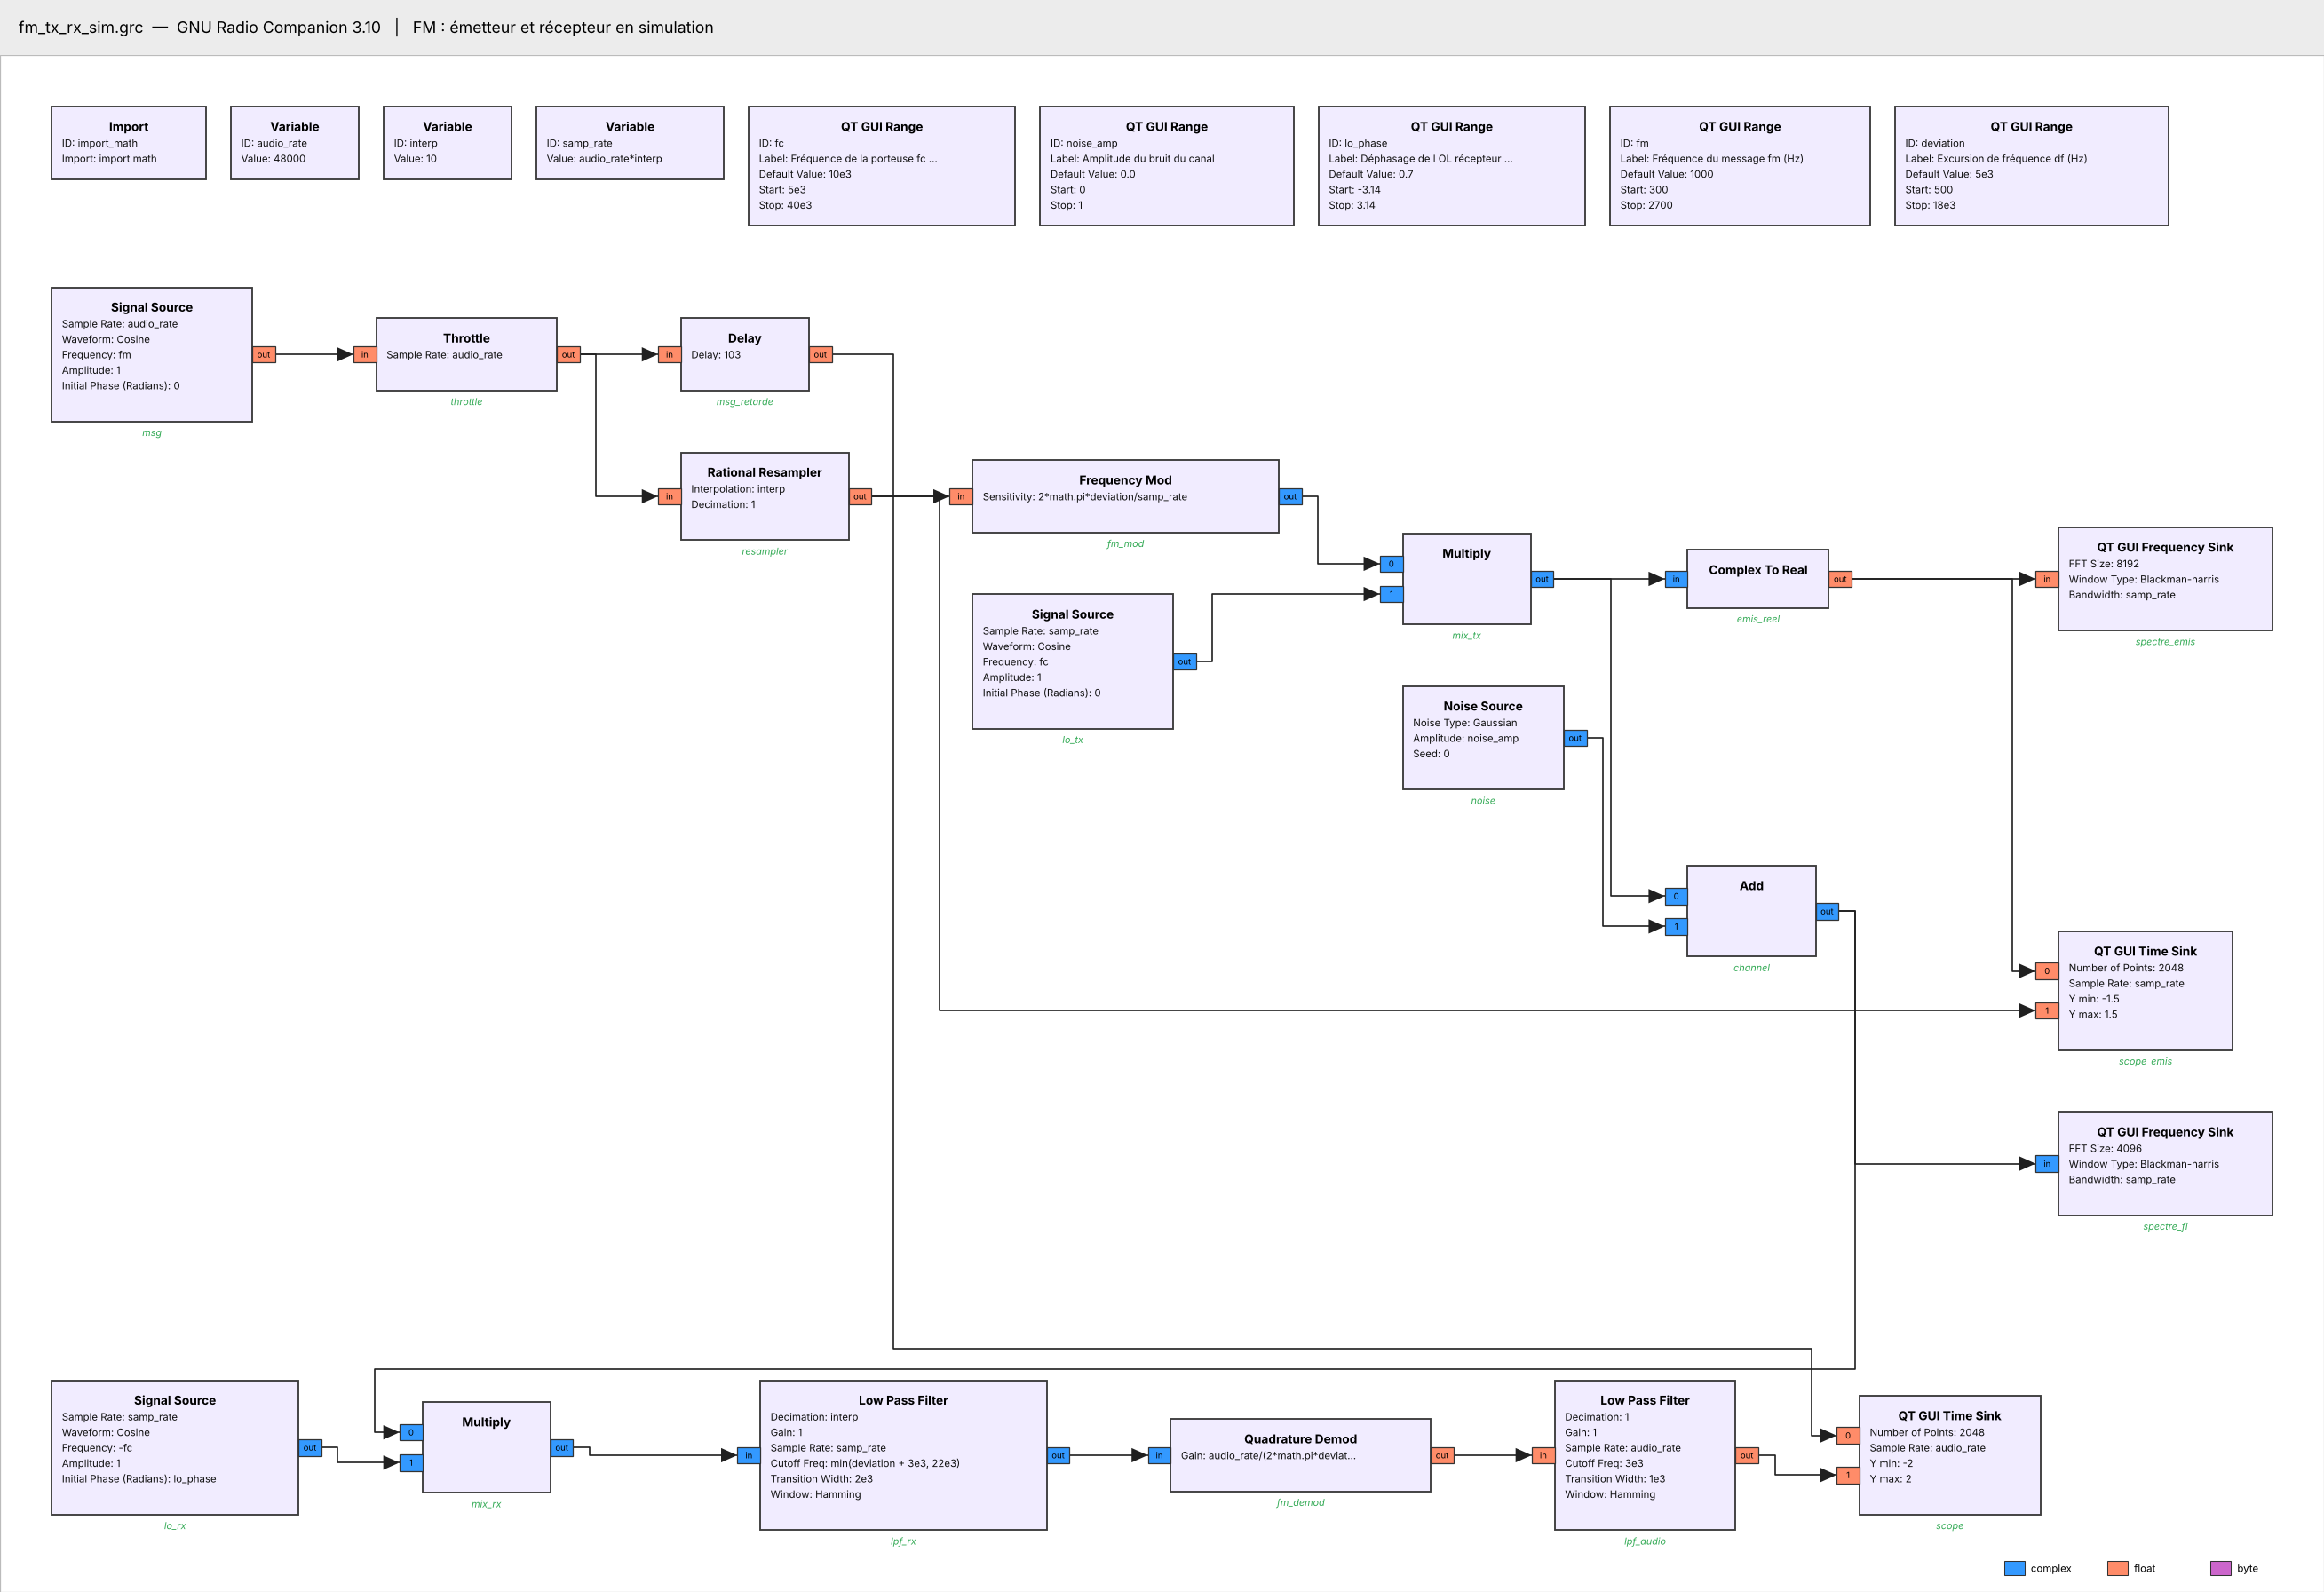 fm_tx_rx_sim.grc — GNU Radio Companion 3.10 | FM : émetteur et récepteur en simulation
Import
ID: import_math
Import: import math
Variable
ID: audio_rate
Value: 48000
Variable
ID: interp
Value: 10
Variable
ID: samp_rate
Value: audio_rate*interp
QT GUI Range
ID: fc
Label: Fréquence de la porteuse fc ...
Default Value: 10e3
Start: 5e3
Stop: 40e3
QT GUI Range
ID: noise_amp
Label: Amplitude du bruit du canal
Default Value: 0.0
Start: 0
Stop: 1
QT GUI Range
ID: lo_phase
Label: Déphasage de l OL récepteur ...
Default Value: 0.7
Start: -3.14
Stop: 3.14
QT GUI Range
ID: fm
Label: Fréquence du message fm (Hz)
Default Value: 1000
Start: 300
Stop: 2700
QT GUI Range
ID: deviation
Label: Excursion de fréquence df (Hz)
Default Value: 5e3
Start: 500
Stop: 18e3
Signal Source
Sample Rate: audio_rate
Waveform: Cosine
Frequency: fm
Amplitude: 1
Initial Phase (Radians): 0
out
msg
in
Throttle
Sample Rate: audio_rate
out
throttle
in
Delay
Delay: 103
out
msg_retarde
in
Rational Resampler
Interpolation: interp
Decimation: 1
out
resampler
in
Frequency Mod
Sensitivity: 2*math.pi*deviation/samp_rate
out
fm_mod
Signal Source
Sample Rate: samp_rate
Waveform: Cosine
Frequency: fc
Amplitude: 1
Initial Phase (Radians): 0
out
lo_tx
0
1
Multiply
out
mix_tx
in
Complex To Real
out
emis_reel
in
QT GUI Frequency Sink
FFT Size: 8192
Window Type: Blackman-harris
Bandwidth: samp_rate
spectre_emis
Noise Source
Noise Type: Gaussian
Amplitude: noise_amp
Seed: 0
out
noise
0
1
Add
out
channel
0
1
QT GUI Time Sink
Number of Points: 2048
Sample Rate: samp_rate
Y min: -1.5
Y max: 1.5
scope_emis
in
QT GUI Frequency Sink
FFT Size: 4096
Window Type: Blackman-harris
Bandwidth: samp_rate
spectre_fi
Signal Source
Sample Rate: samp_rate
Waveform: Cosine
Frequency: -fc
Amplitude: 1
Initial Phase (Radians): lo_phase
out
lo_rx
0
1
Multiply
out
mix_rx
in
Low Pass Filter
Decimation: interp
Gain: 1
Sample Rate: samp_rate
Cutoff Freq: min(deviation + 3e3, 22e3)
Transition Width: 2e3
Window: Hamming
out
lpf_rx
in
Quadrature Demod
Gain: audio_rate/(2*math.pi*deviat...
out
fm_demod
in
Low Pass Filter
Decimation: 1
Gain: 1
Sample Rate: audio_rate
Cutoff Freq: 3e3
Transition Width: 1e3
Window: Hamming
out
lpf_audio
0
1
QT GUI Time Sink
Number of Points: 2048
Sample Rate: audio_rate
Y min: -2
Y max: 2
scope
complex
float
byte